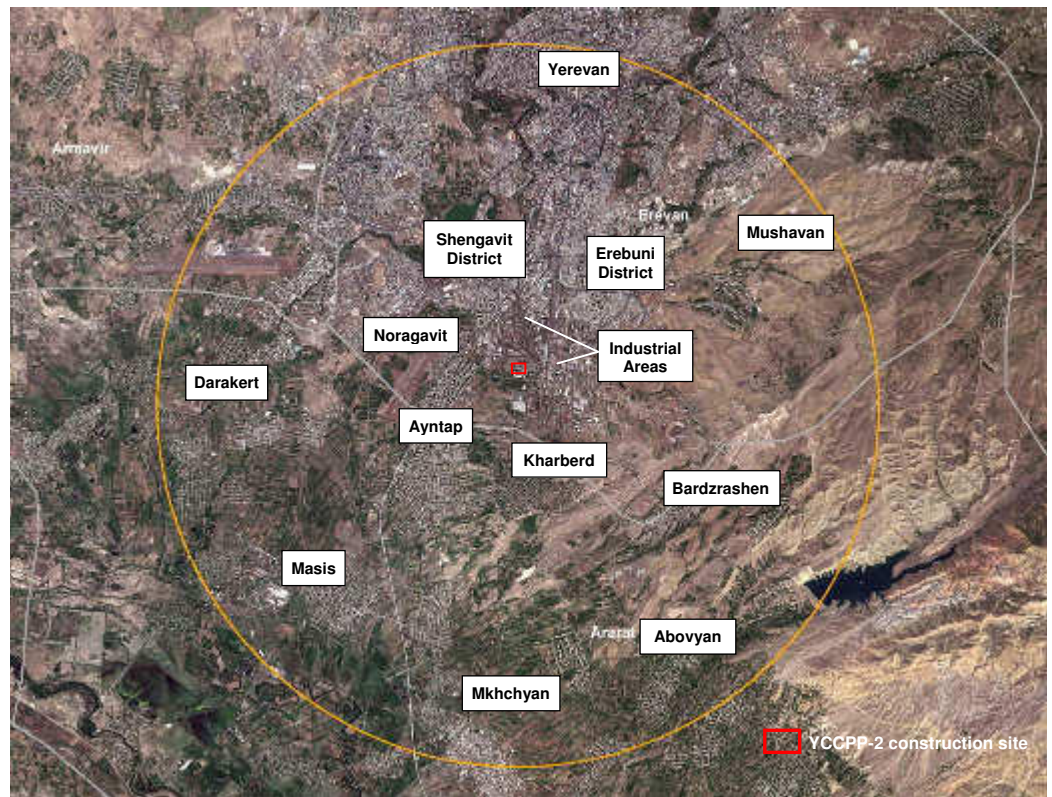 Yerevan
Armavir
Erevan
Mushavan
Shengavit
District
Erebuni
District
Noragavit
Industrial
Areas
Darakert
Ayntap
Kharberd
Bardzrashen
Masis
Ararat
Abovyan
Mkhchyan
YCCPP-2 construction site